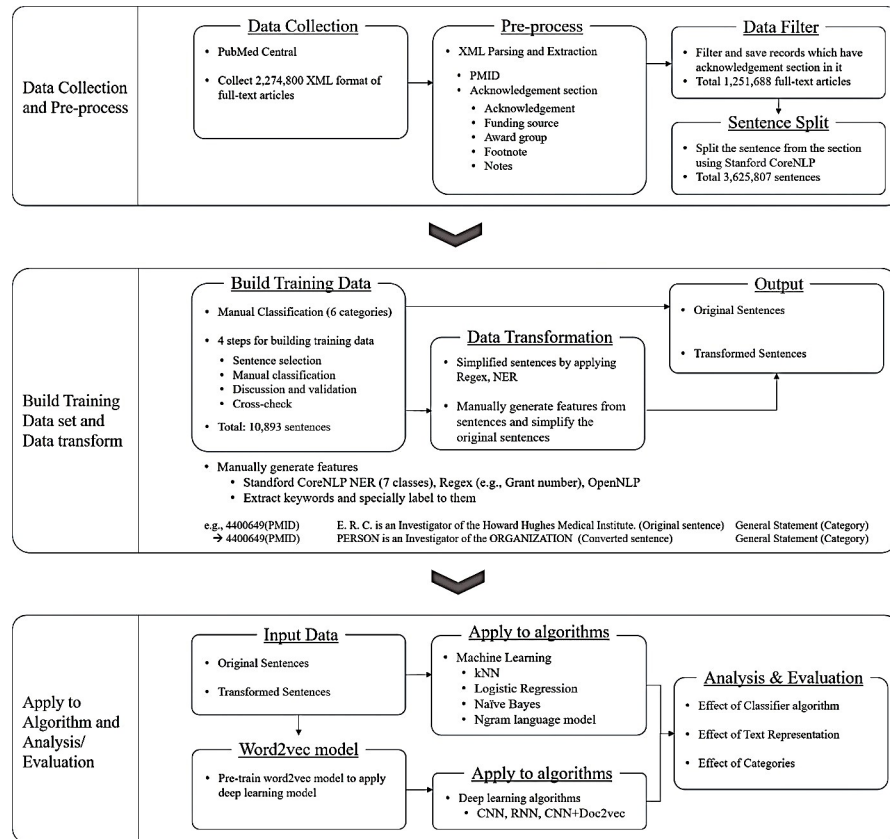 Data Collection
and Pre-process
Data Collection
• PubMed Central
• Collect 2,274,800 XML format of
full-text articles
Pre-process
• XML Parsing and Extraction
• PMID
• Acknowledgement section
• Acknowledgement
• Funding source
• Award group
• Footnote
• Notes
Data Filter
• Filter and save records which have
acknowledgement section in it
• Total 1,251,688 full-text articles
Sentence Split
• Split the sentence from the section
using Stanford CoreNLP
• Total 3,625,807 sentences
Build Training
Data set and
Data transform
Build Training Data
• Manual Classification (6 categories)
• 4 steps for building training data
• Sentence selection
• Manual classification
• Discussion and validation
• Cross-check
• Total: 10,893 sentences
Data Transformation
• Simplified sentences by applying
Regex, NER
• Manually generate features from
sentences and simplify the
original sentences
Output
• Original Sentences
• Transformed Sentences
• Manually generate features
• Standford CoreNLP NER (7 classes), Regex (e.g., Grant number), OpenNLP
• Extract keywords and specially label to them
e.g., 4400649(PMID) E. R. C. is an Investigator of the Howard Hughes Medical Institute. (Original sentence) General Statement (Category)
→ 4400649(PMID) PERSON is an Investigator of the ORGANIZATION (Converted sentence) General Statement (Category)
Apply to
Algorithm and
Analysis/
Evaluation
Input Data
• Original Sentences
• Transformed Sentences
Word2vec model
• Pre-train word2vec model to apply
deep learning model
Apply to algorithms
• Machine Learning
• kNN
• Logistic Regression
• Naïve Bayes
• Ngram language model
Apply to algorithms
• Deep learning algorithms
• CNN, RNN, CNN+Doc2vec
Analysis & Evaluation
• Effect of Classifier algorithm
• Effect of Text Representation
• Effect of Categories